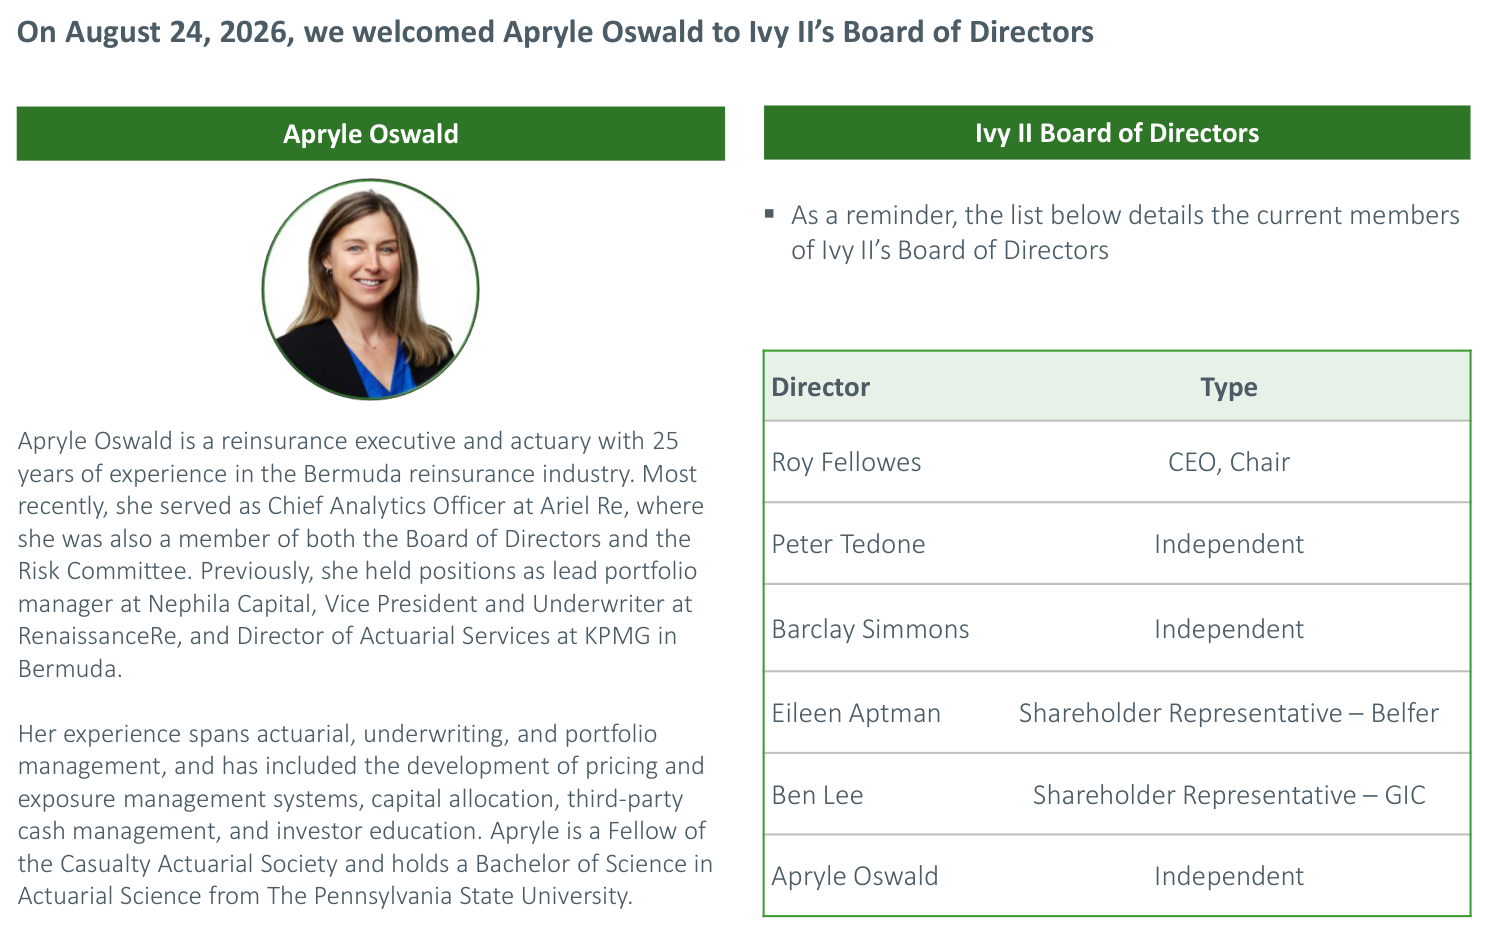 On August 24, 2026, we welcomed Apryle Oswald to Ivy II’s Board of Directors
Apryle Oswald
Apryle Oswald is a reinsurance executive and actuary with 25
years of experience in the Bermuda reinsurance industry. Most
recently, she served as Chief Analytics Officer at Ariel Re, where
she was also a member of both the Board of Directors and the
Risk Committee. Previously, she held positions as lead portfolio
manager at Nephila Capital, Vice President and Underwriter at
RenaissanceRe, and Director of Actuarial Services at KPMG in
Bermuda.
Her experience spans actuarial, underwriting, and portfolio
management, and has included the development of pricing and
exposure management systems, capital allocation, third-party
cash management, and investor education. Apryle is a Fellow of
the Casualty Actuarial Society and holds a Bachelor of Science in
Actuarial Science from The Pennsylvania State University.
Ivy II Board of Directors
▪ As a reminder, the list below details the current members
of Ivy II’s Board of Directors
Director Type
Roy Fellowes CEO, Chair
Peter Tedone Independent
Barclay Simmons Independent
Eileen Aptman Shareholder Representative – Belfer
Ben Lee Shareholder Representative – GIC
Apryle Oswald Independent